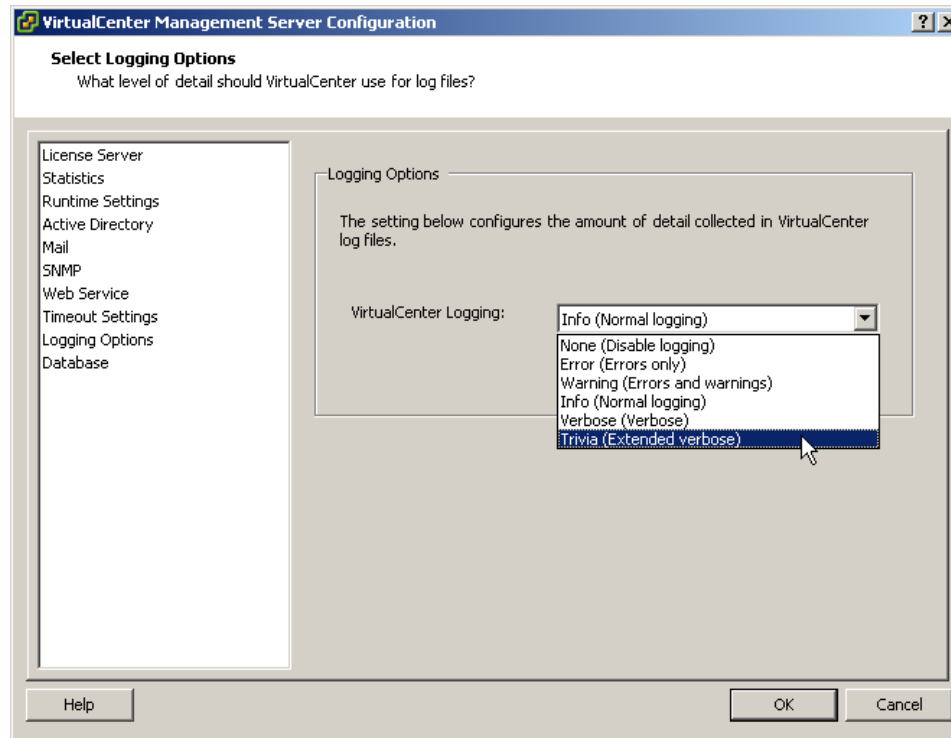 VirtualCenter Management Server Configuration
Select Logging Options
What level of detail should VirtualCenter use for log files?
License Server
Statistics
Runtime Settings
Active Directory
Mail
SNMP
Web Service
Timeout Settings
Logging Options
Database
Logging Options
The setting below configures the amount of detail collected in VirtualCenter
log files.
VirtualCenter Logging:
Info (Normal logging)
None (Disable logging)
Error (Errors only)
Warning (Errors and warnings)
Info (Normal logging)
Verbose (Verbose)
Trivia (Extended verbose)
Help
OK
Cancel